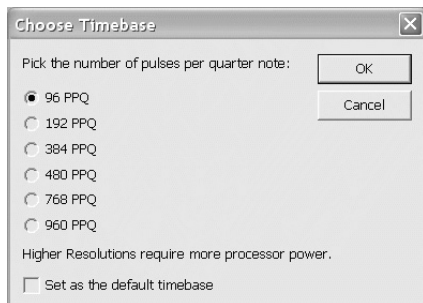 Choose Timebase
Pick the number of pulses per quarter note:
OK
Cancel
96 PPQ
192 PPQ
384 PPQ
480 PPQ
768 PPQ
960 PPQ
Higher Resolutions require more processor power.
Set as the default timebase